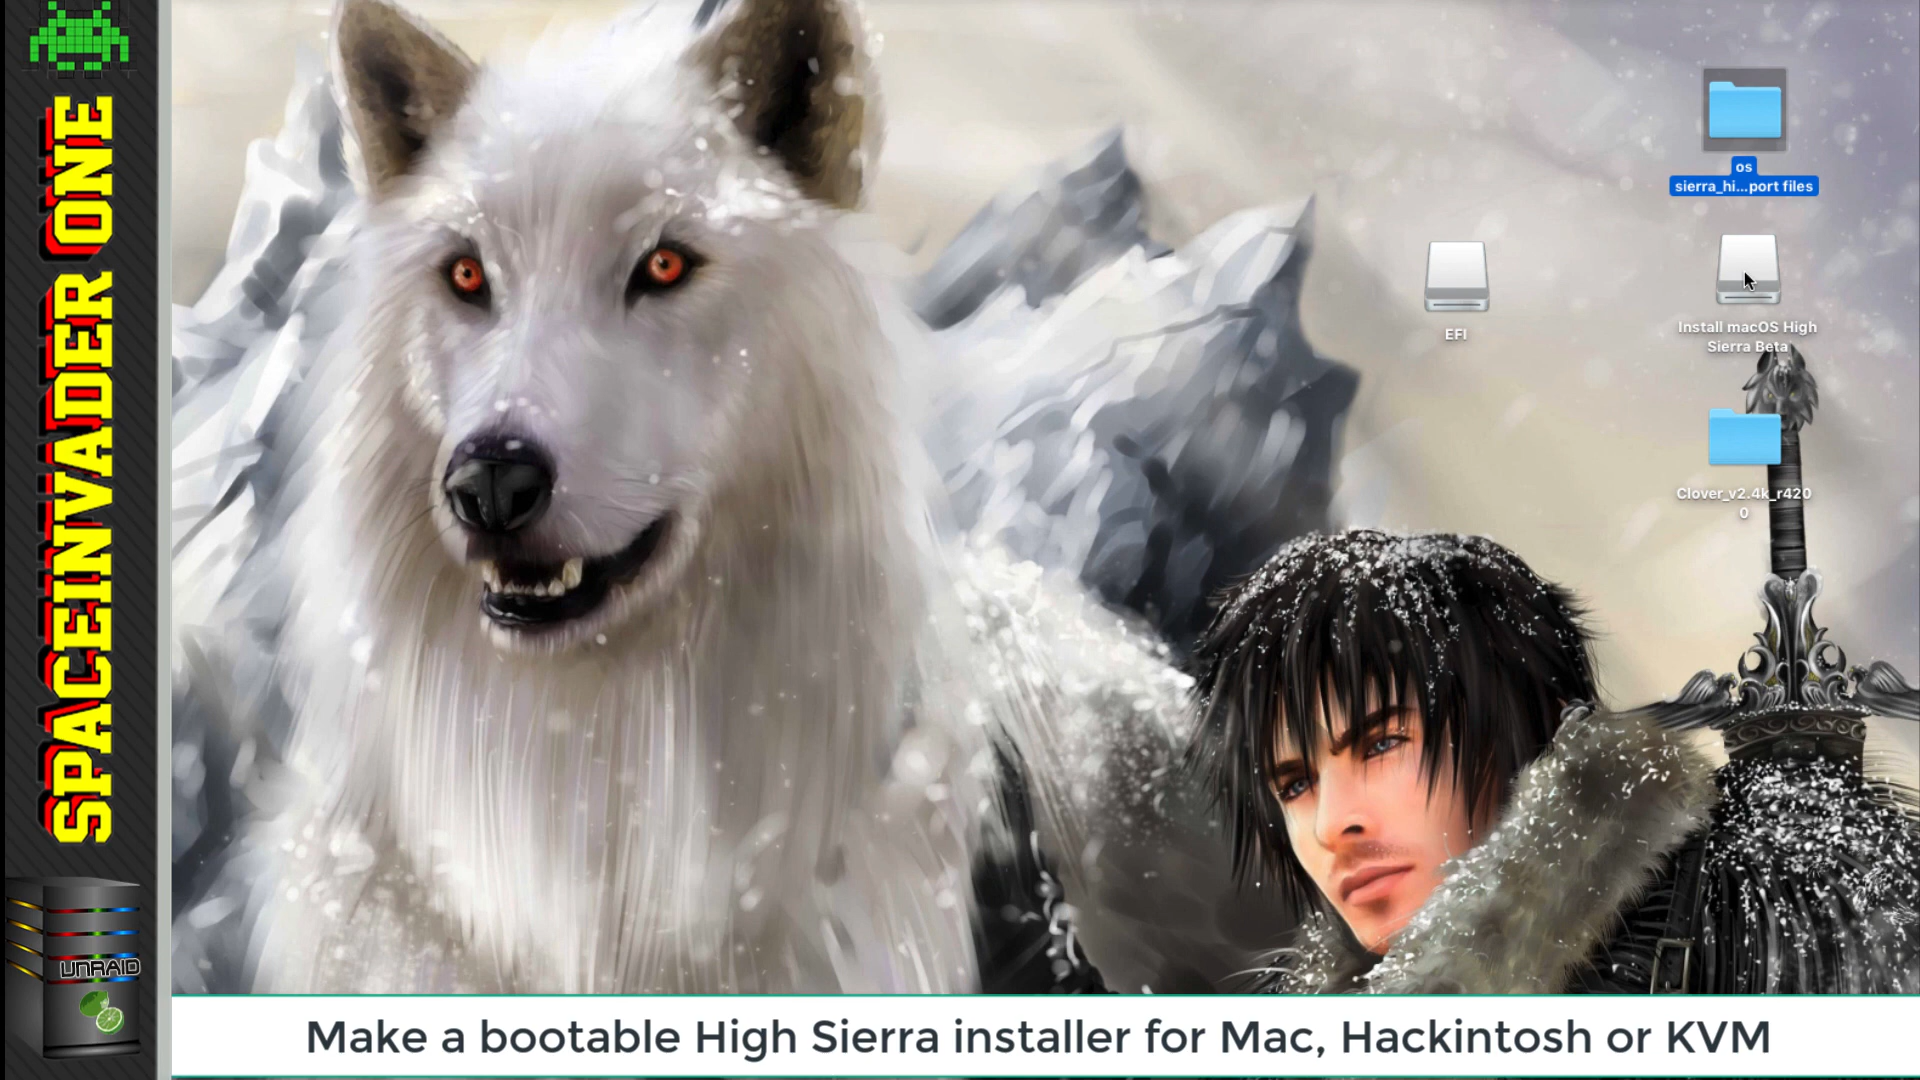 SPACEINVADER ONE
UNRAID
os
sierra_hi...port files
EFI
Install macOS High
Sierra Beta
Clover_v2.4k_r420
0
Make a bootable High Sierra installer for Mac, Hackintosh or KVM